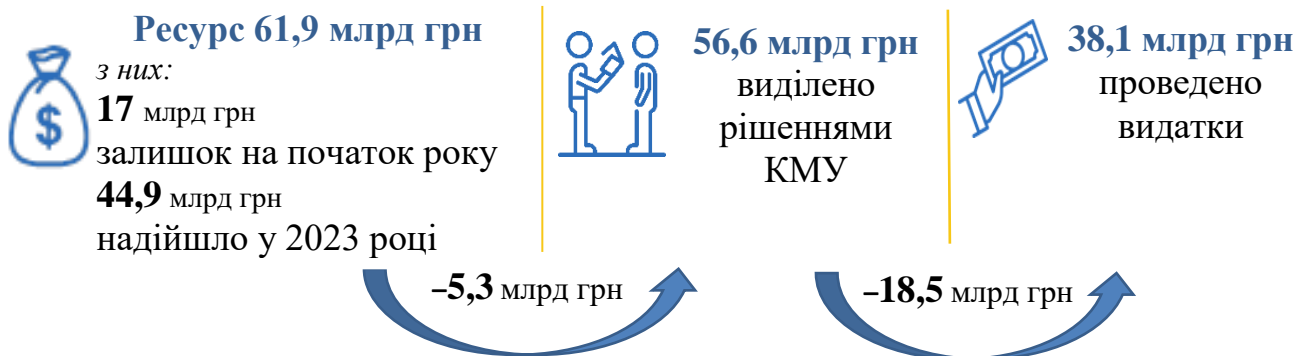 Ресурс 61,9 млрд грн
з них:
17 млрд грн
залишок на початок року
44,9 млрд грн
надійшло у 2023 році
56,6 млрд грн
виділено
рішеннями
КМУ
38,1 млрд грн
проведено
видатки
–5,3 млрд грн
–18,5 млрд грн
$